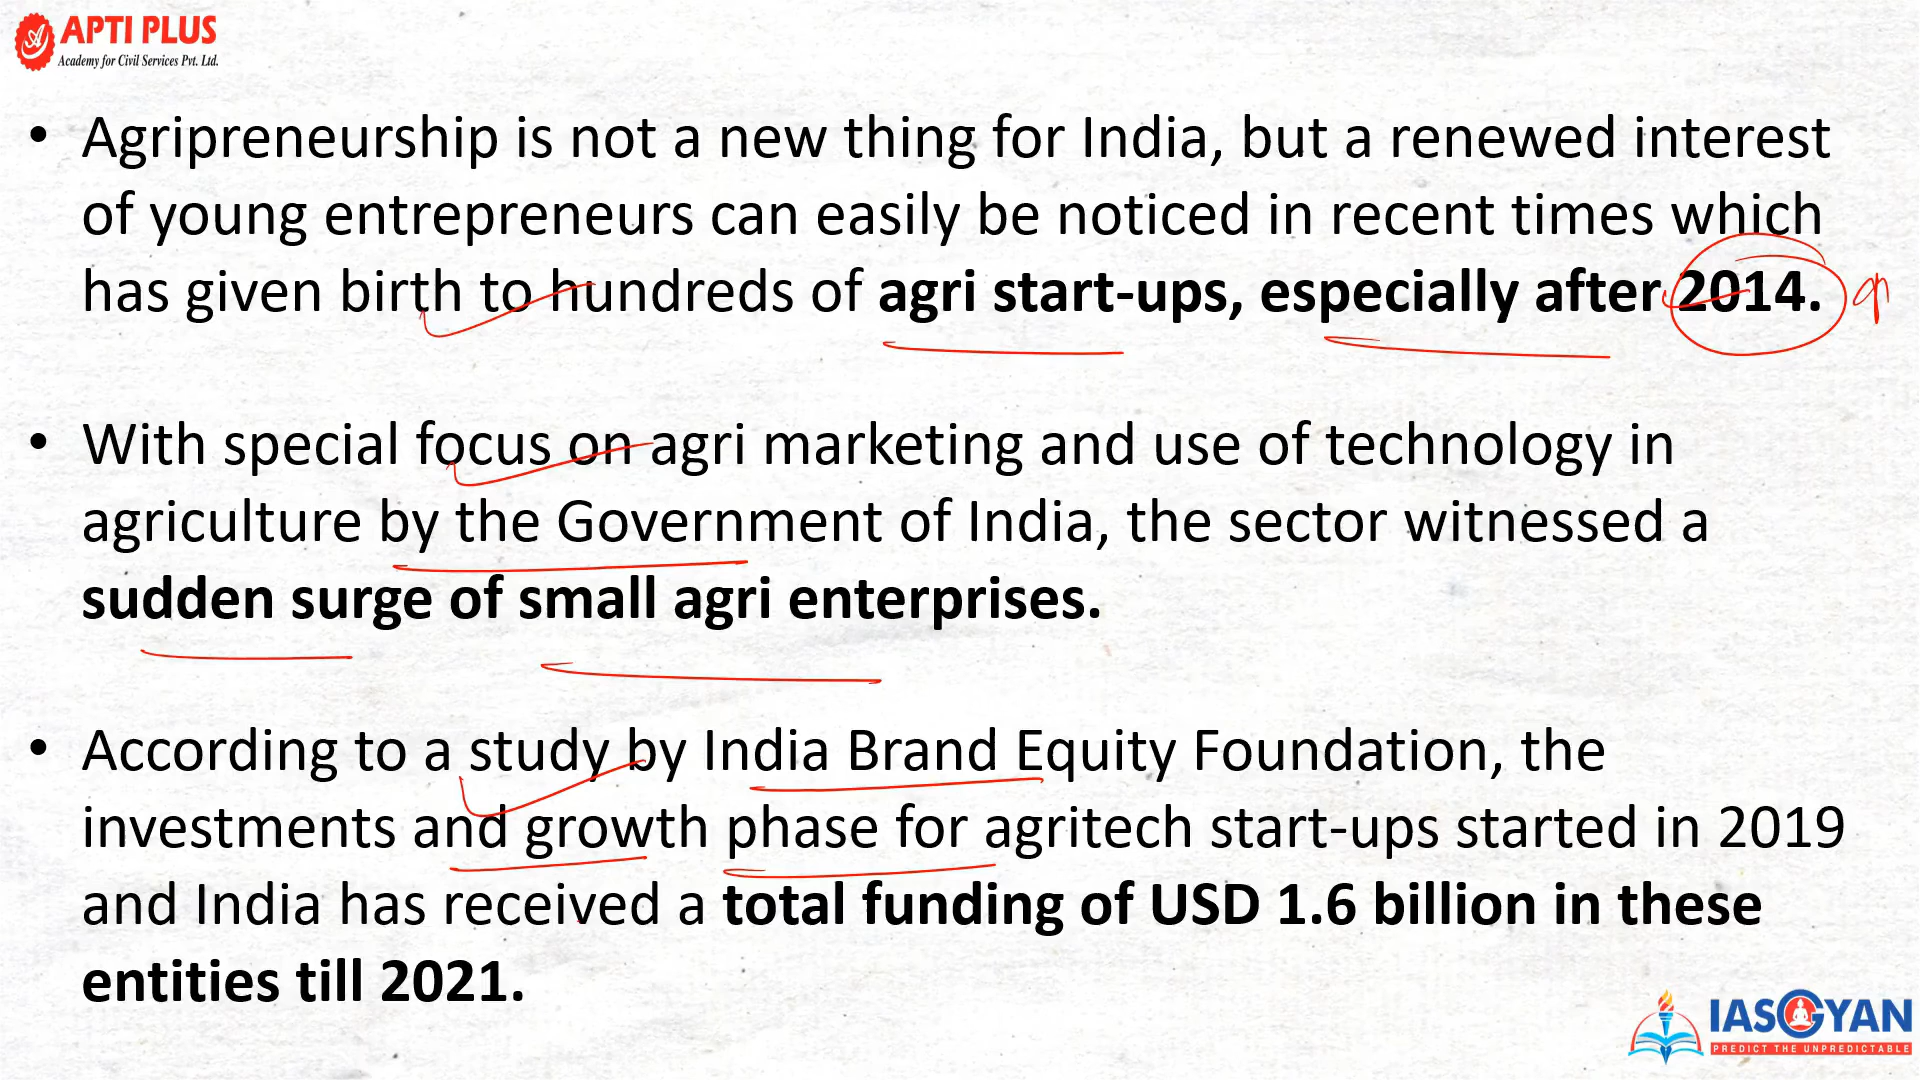 APTI PLUS
Academy for Civil Services Pvt. Ltd.
• Agripreneurship is not a new thing for India, but a renewed interest
of young entrepreneurs can easily be noticed in recent times which
has given birth to hundreds of agri start-ups, especially after 2014.
• With special focus on agri marketing and use of technology in
agriculture by the Government of India, the sector witnessed a
sudden surge of small agri enterprises.
• According to a study by India Brand Equity Foundation, the
investments and growth phase for agritech start-ups started in 2019
and India has received a total funding of USD 1.6 billion in these
entities till 2021.
IASGYAN
PREDICT THE UNPREDICTABLE